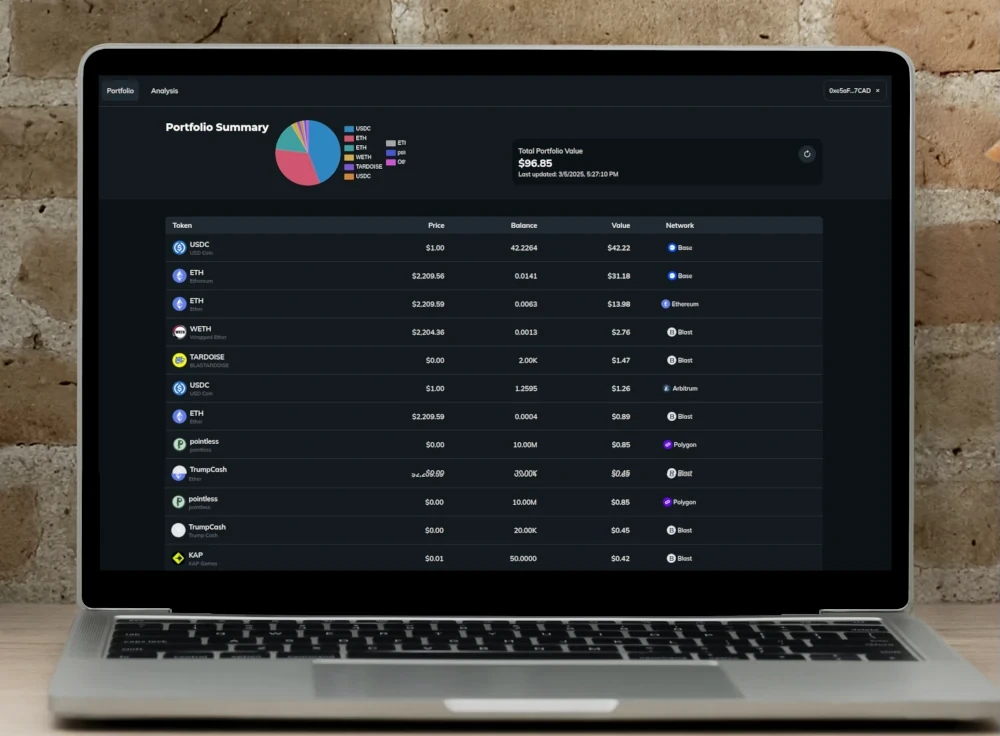 Portfolio Analysis 0xc5aF...7CAD ×
Portfolio Summary
USDC
ETH
ETH
WETH
TARDOISE
USDC
Total Portfolio Value
$96.85
Last updated: 3/5/2025, 5:27:10 PM
Token Price Balance Value Network
USDC $1.00 42.2264 $42.22 Base
USD Coin
ETH $2,209.56 0.0141 $31.18 Base
Ethereum
ETH $2,209.59 0.0063 $13.98 Ethereum
Ether
WETH $2,204.36 0.0013 $2.76 Blast
Wrapped Ether
TARDOISE $0.00 2.00K $1.47 Blast
BLASTARDOISE
USDC $1.00 1.2595 $1.26 Arbitrum
USD Coin
ETH $2,209.59 0.0004 $0.89 Blast
Ether
pointless $0.00 10.00M $0.85 Polygon
pointless
TrumpCash Blast
Ether
pointless $0.00 10.00M $0.85 Polygon
pointless
TrumpCash $0.00 20.00K $0.45 Blast
Trump Cash
KAP $0.01 50.0000 $0.42 Blast
KAP Games